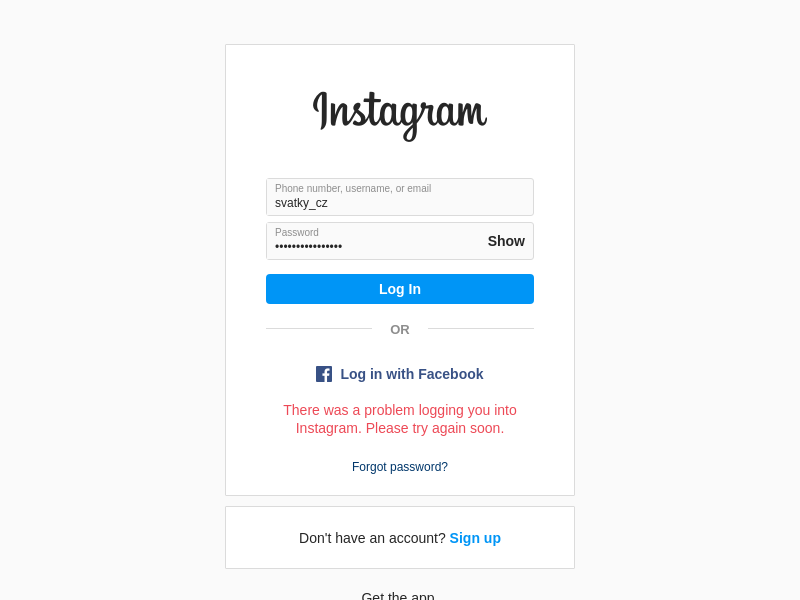 Instagram
Phone number, username, or email
svatky_cz
Password
••••••••••••••••
Show
Log In
OR
Log in with Facebook
There was a problem logging you into
Instagram. Please try again soon.
Forgot password?
Don't have an account? Sign up
Get the app.